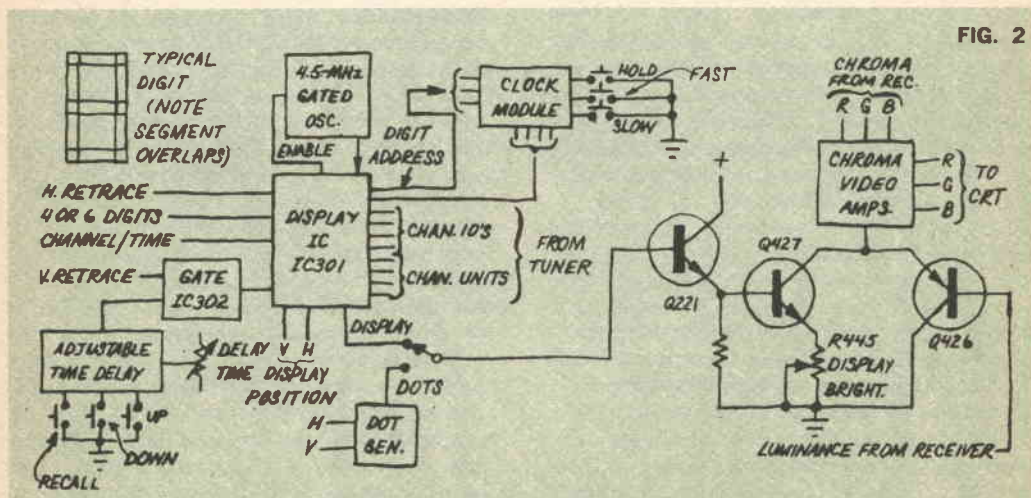 FIG. 2
TYPICAL
DIGIT
(NOTE
SEGMENT
OVERLAPS)
4.5-MHz
GATED
OSC.
ENABLE
DIGIT
ADDRESS
CLOCK
MODULE
HOLD
FAST
SLOW
CHROMA
FROM REC.
R G B
CHROMA
VIDEO
AMPS.
R
G
B
TO
CRT
H. RETRACE
4 OR 6 DIGITS
CHANNEL/TIME
V. RETRACE
DISPLAY
IC
IC301
CHAN. 10'S
CHAN. UNITS
FROM
TUNER
GATE
IC302
ADJUSTABLE
TIME DELAY
DELAY
V H
TIME DISPLAY
POSITION
UP
DOWN
RECALL
DISPLAY
DOTS
H
V
DOT
GEN.
+
Q221
Q427
Q426
R445
DISPLAY
BRIGHT.
LUMINANCE FROM RECEIVER